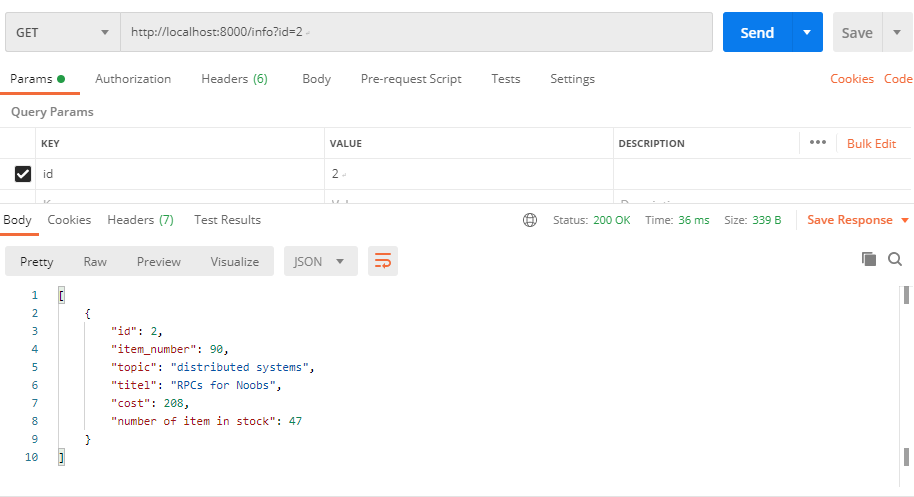 GET http://localhost:8000/info?id=2 Send Save
Params Authorization Headers (6) Body Pre-request Script Tests Settings Cookies Code
Query Params
KEY VALUE DESCRIPTION ••• Bulk Edit
id 2
Body Cookies Headers (7) Test Results Status: 200 OK Time: 36 ms Size: 339 B Save Response
Pretty Raw Preview Visualize JSON
1 [
2 {
3 "id": 2,
4 "item_number": 90,
5 "topic": "distributed systems",
6 "titel": "RPCs for Noobs",
7 "cost": 208,
8 "number of item in stock": 47
9 }
10 ]